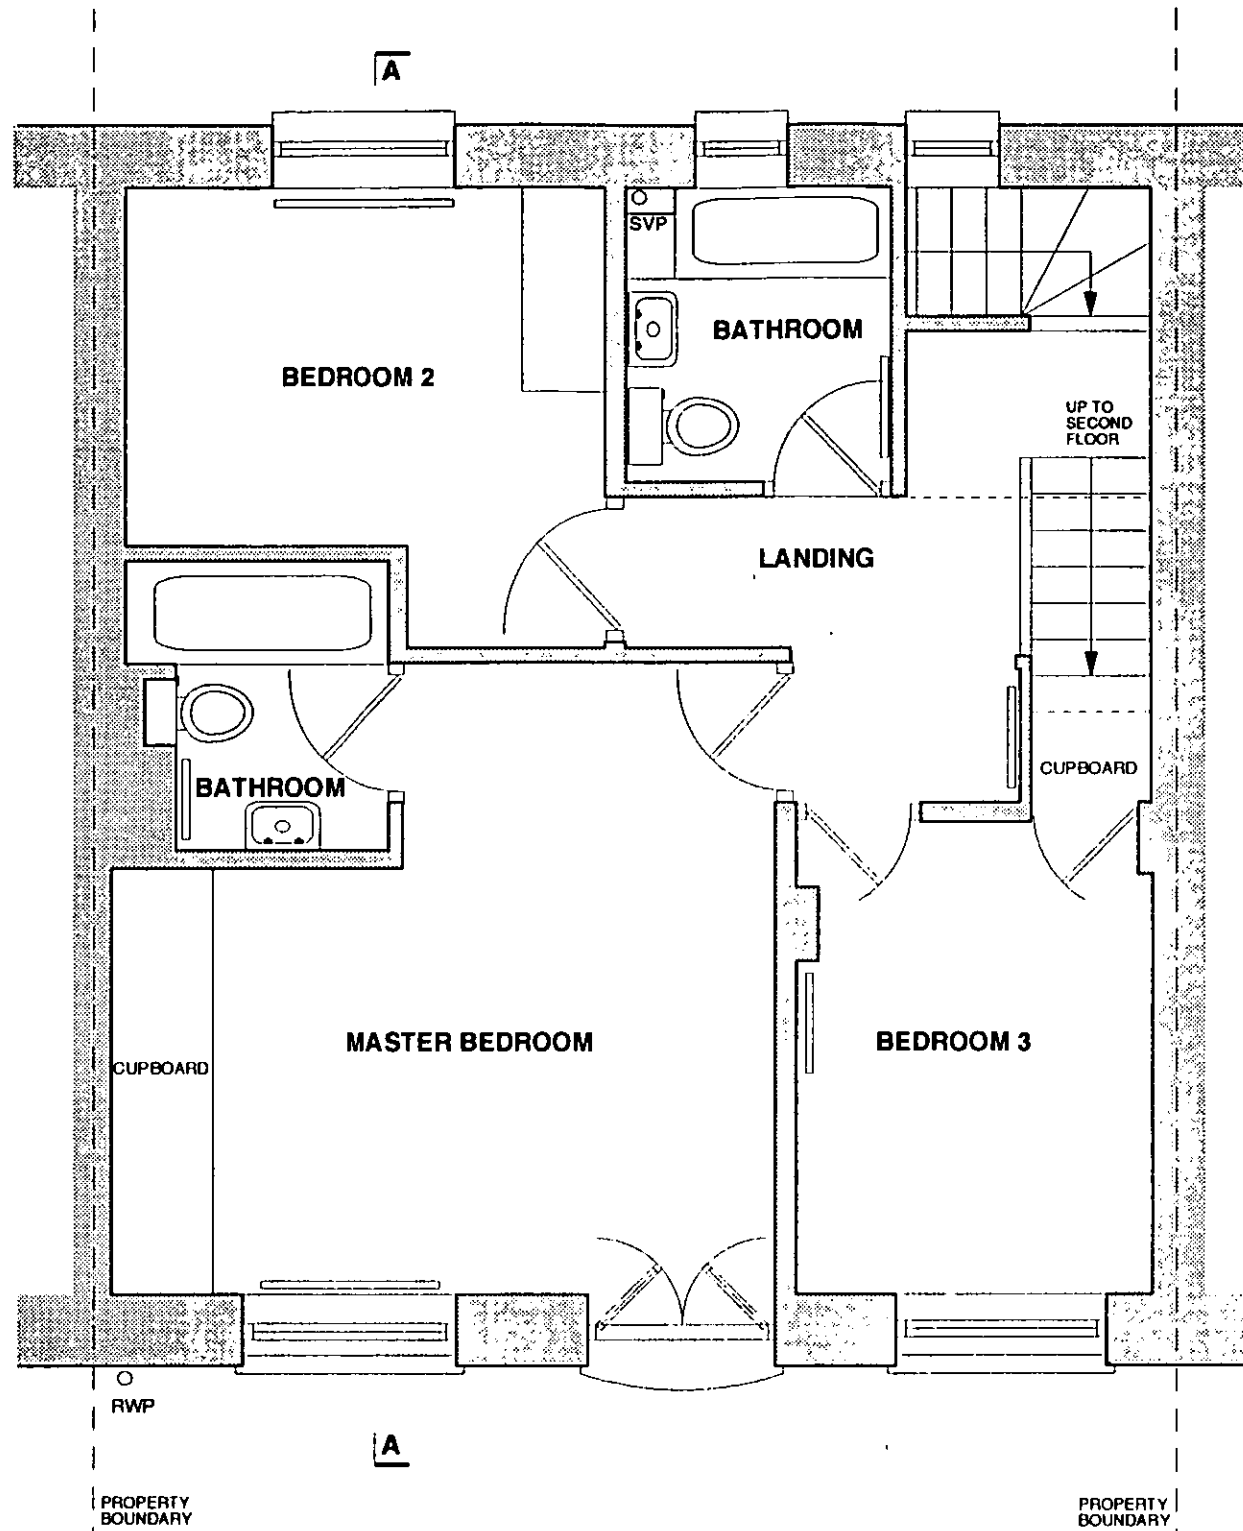 A
SVP
BATHROOM
BEDROOM 2
UP TO
SECOND
FLOOR
LANDING
CUPBOARD
BATHROOM
MASTER BEDROOM
BEDROOM 3
CUPBOARD
RWP
A
PROPERTY
BOUNDARY
PROPERTY
BOUNDARY